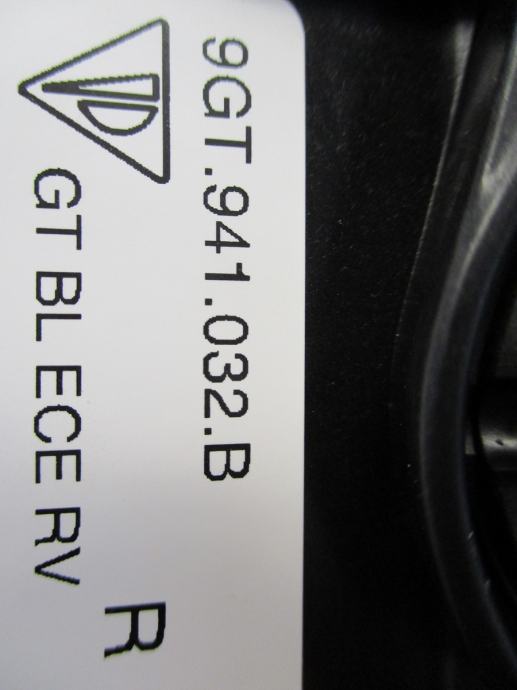 9GT.941.032.B
R
GT BL ECE RV